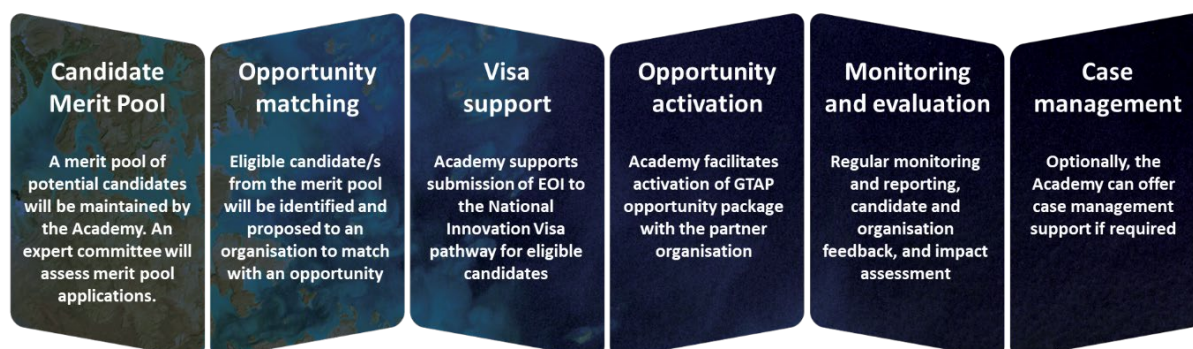 Candidate
Merit Pool
A merit pool of
potential candidates
will be maintained by
the Academy. An
expert committee will
assess merit pool
applications.
Opportunity
matching
Eligible candidate/s
from the merit pool
will be identified and
proposed to an
organisation to match
with an opportunity
Visa
support
Academy supports
submission of EOI to
the National
Innovation Visa
pathway for eligible
candidates
Opportunity
activation
Academy facilitates
activation of GTAP
opportunity package
with the partner
organisation
Monitoring
and evaluation
Regular monitoring
and reporting,
candidate and
organisation
feedback, and impact
assessment
Case
management
Optionally, the
Academy can offer
case management
support if required